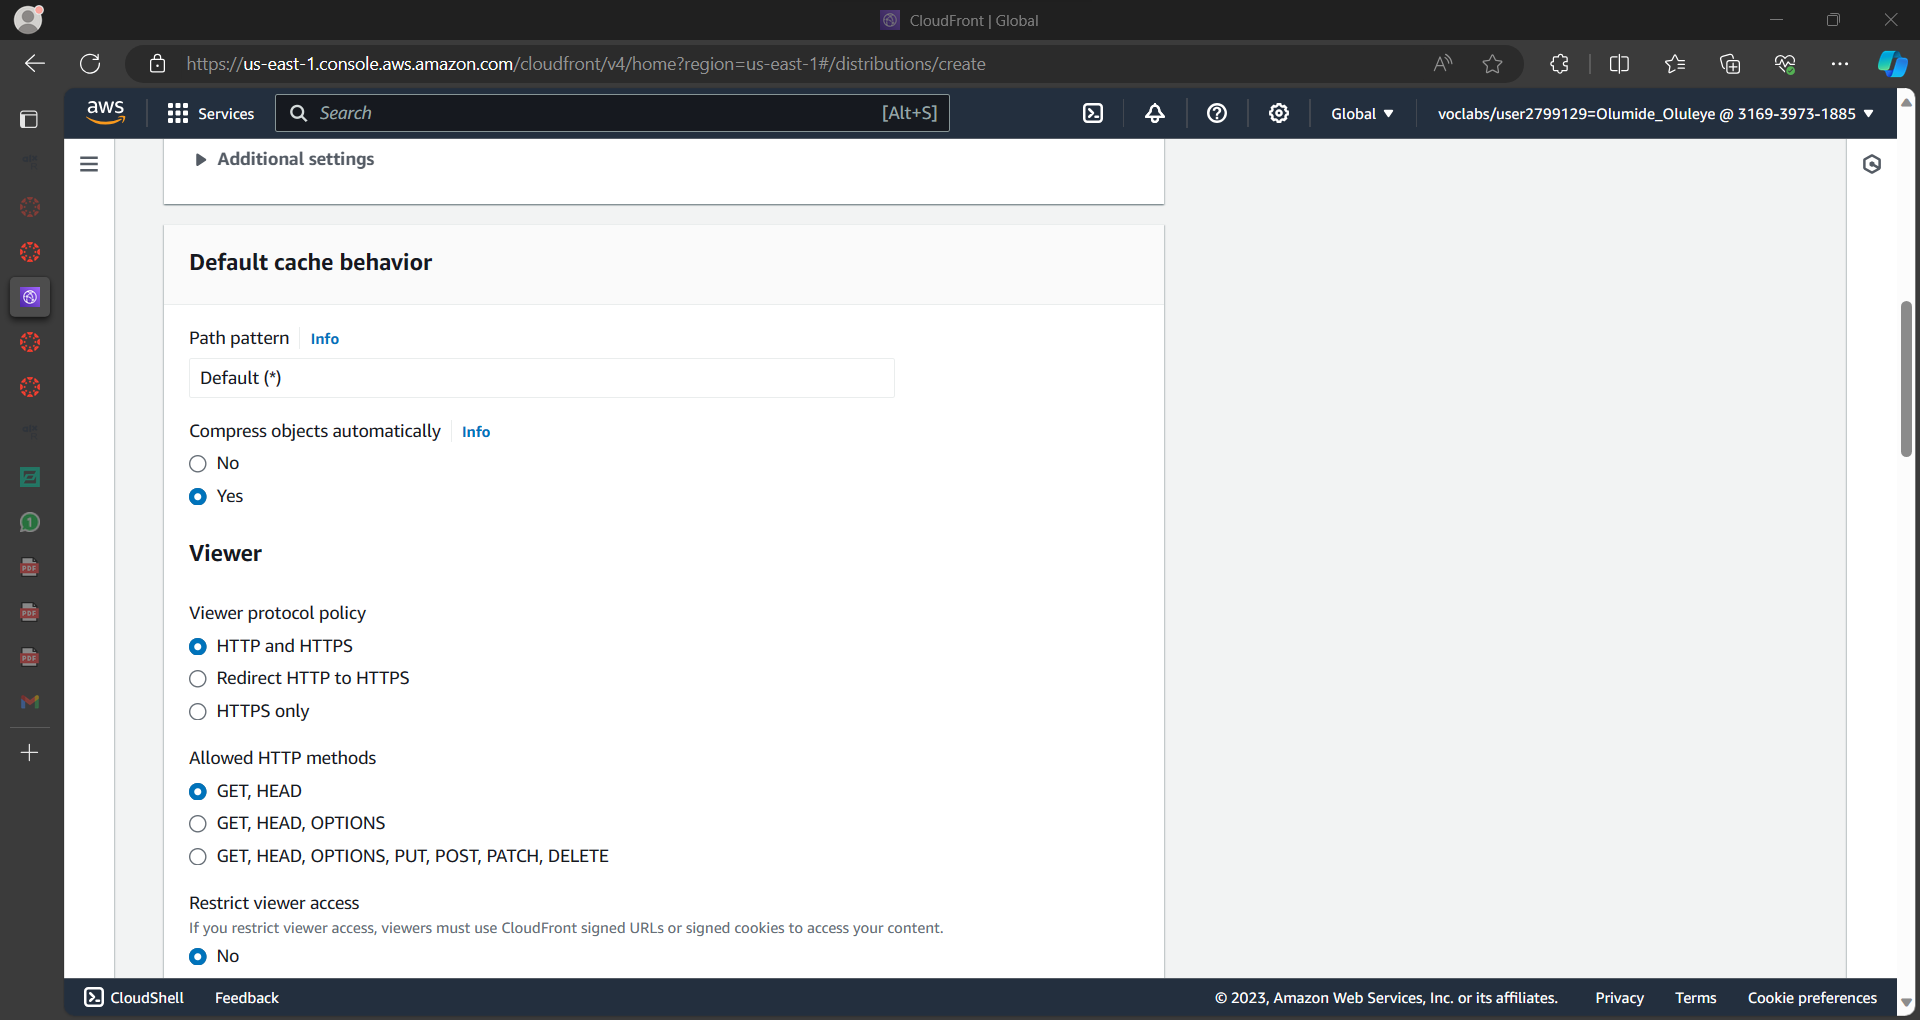 CloudFront | Global
https://us-east-1.console.aws.amazon.com/cloudfront/v4/home?region=us-east-1#/distributions/create
aws
Services
Search
[Alt+S]
Global
voclabs/user2799129=Olumide_Oluleye @ 3169-3973-1885
Additional settings
Default cache behavior
Path pattern
Info
Default (*)
Compress objects automatically
Info
No
Yes
Viewer
Viewer protocol policy
HTTP and HTTPS
Redirect HTTP to HTTPS
HTTPS only
Allowed HTTP methods
GET, HEAD
GET, HEAD, OPTIONS
GET, HEAD, OPTIONS, PUT, POST, PATCH, DELETE
Restrict viewer access
If you restrict viewer access, viewers must use CloudFront signed URLs or signed cookies to access your content.
No
1
PDF
PDF
PDF
CloudShell
Feedback
© 2023, Amazon Web Services, Inc. or its affiliates.
Privacy
Terms
Cookie preferences